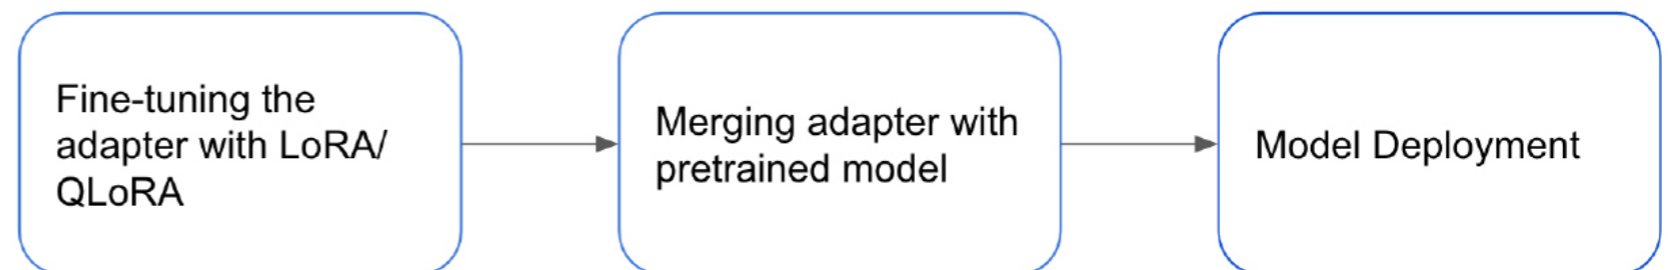 Fine-tuning the
adapter with LoRA/
QLoRA
Merging adapter with
pretrained model
Model Deployment